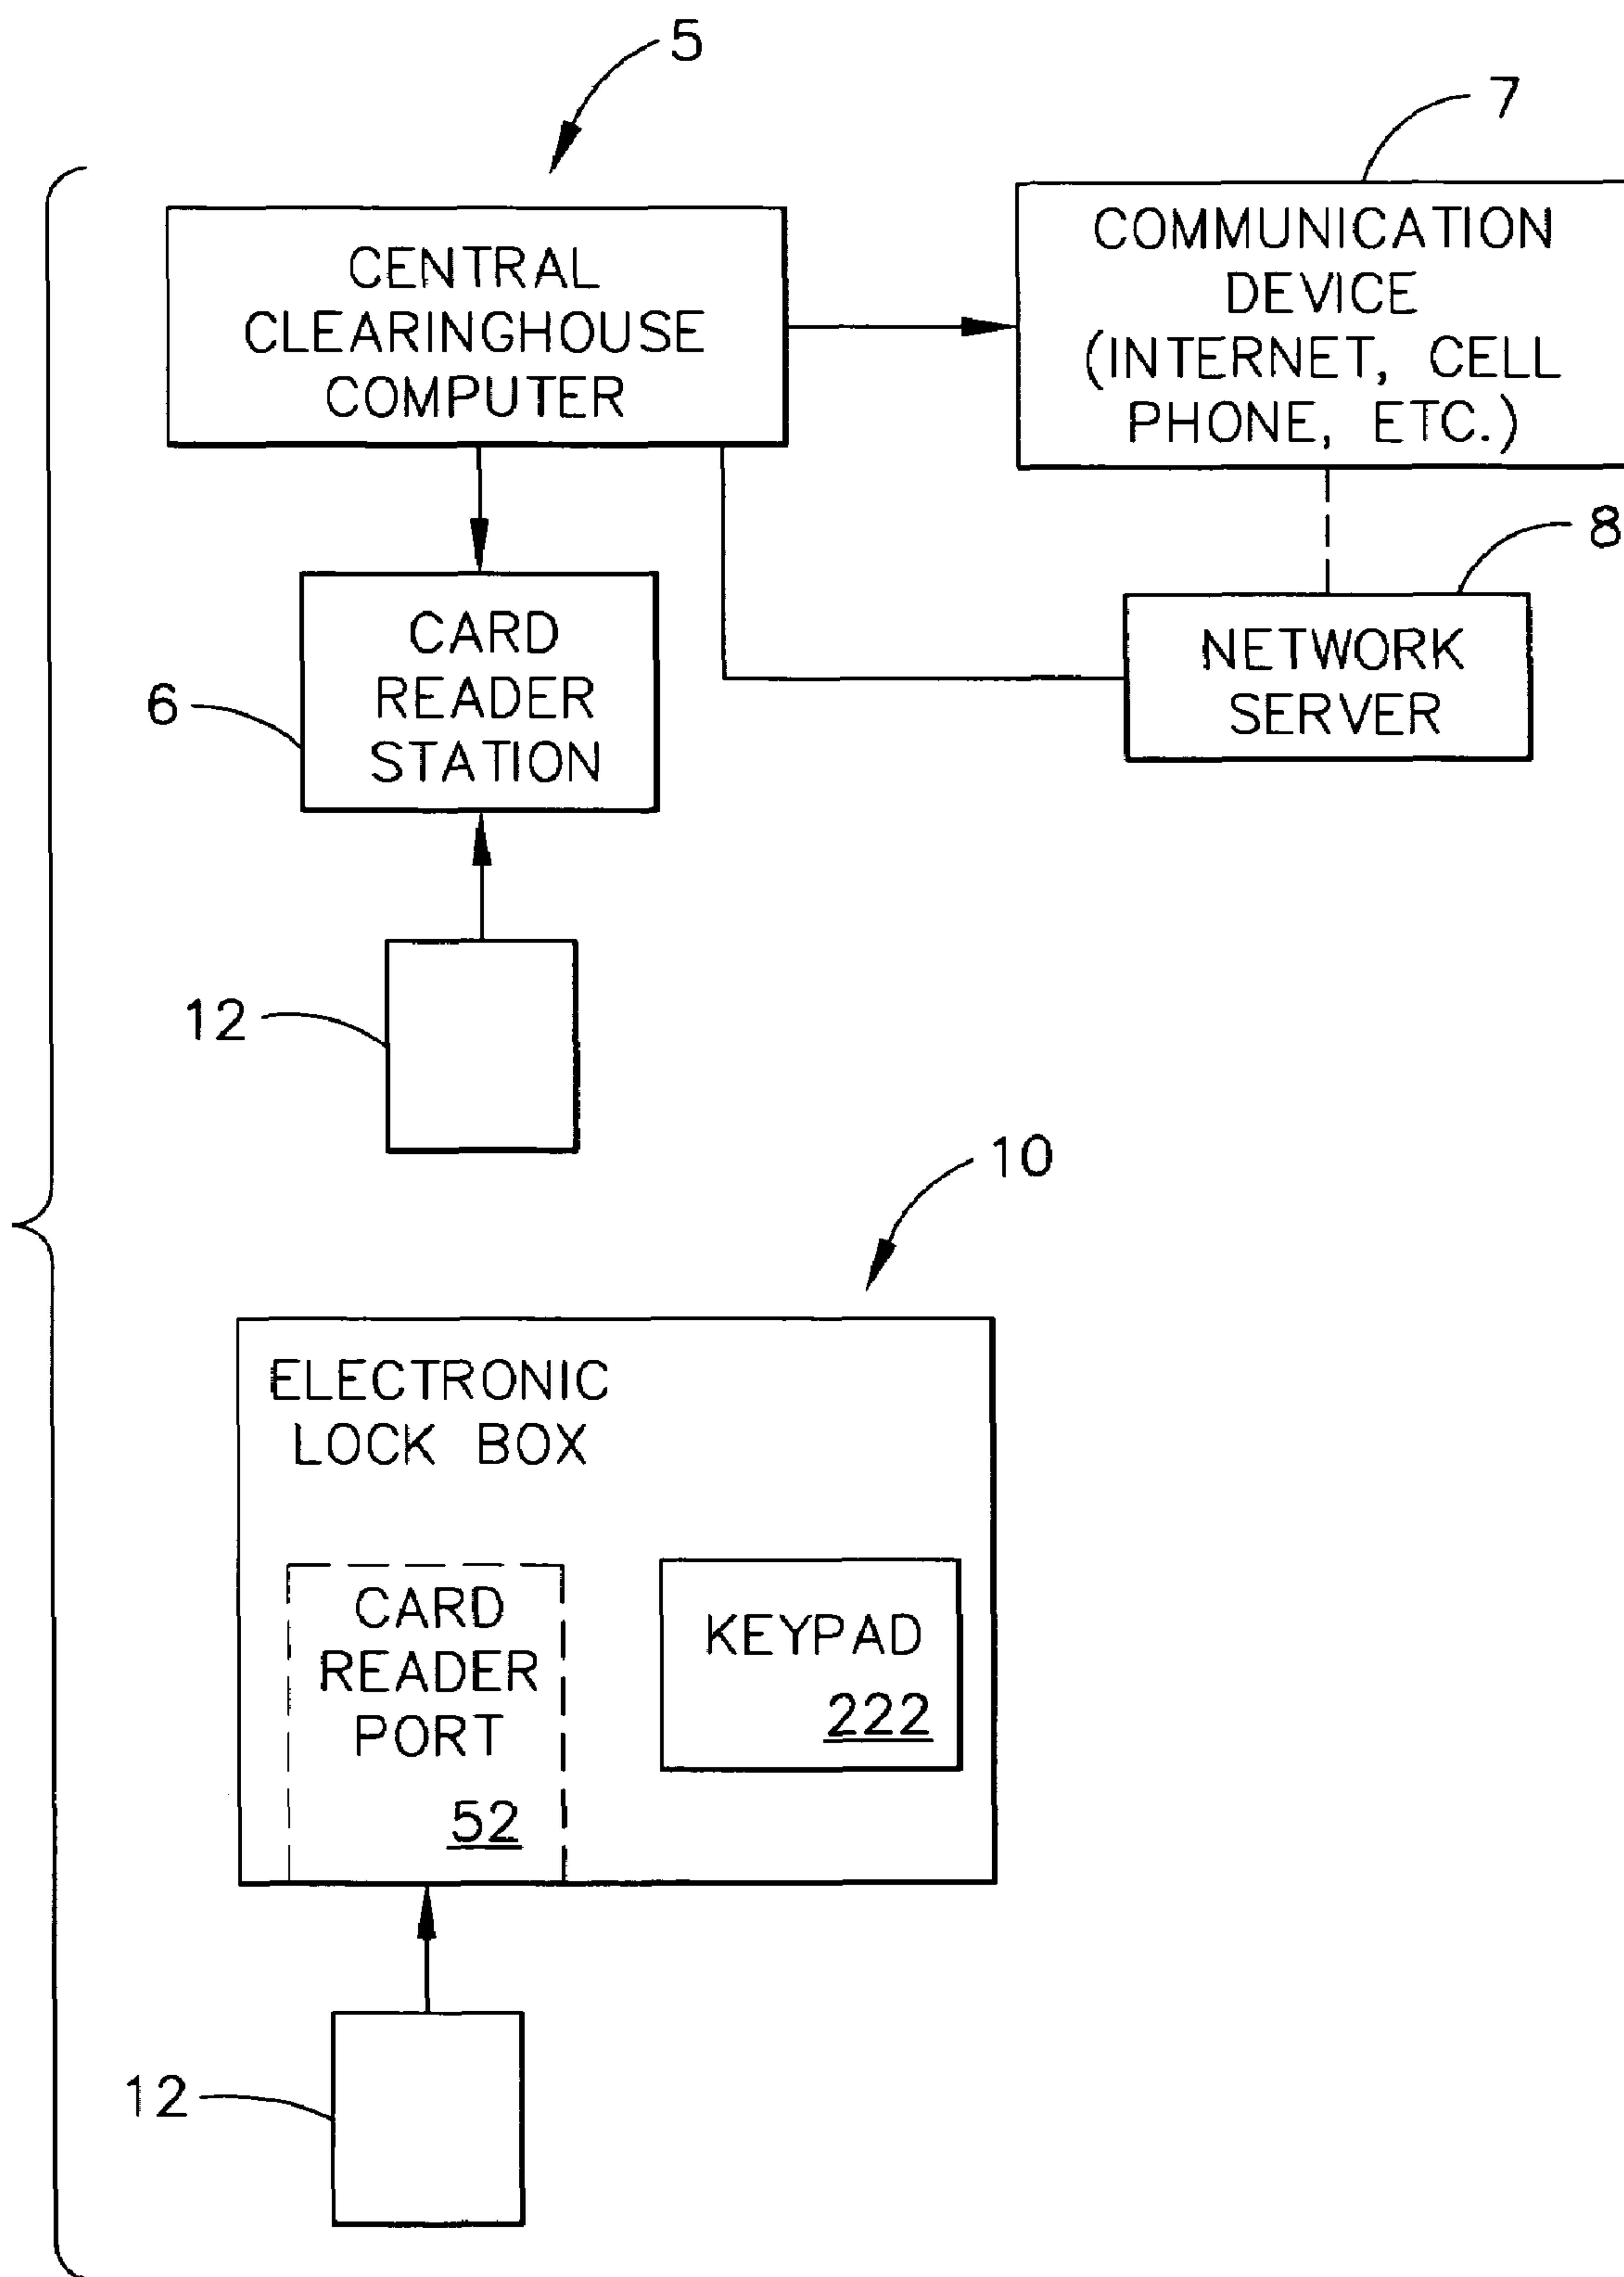 5
7
CENTRAL
CLEARINGHOUSE
COMPUTER
COMMUNICATION
DEVICE
(INTERNET, CELL
PHONE, ETC.)
8
CARD
READER
STATION
6
NETWORK
SERVER
12
10
ELECTRONIC
LOCK BOX
CARD
READER
PORT
52
KEYPAD
222
12